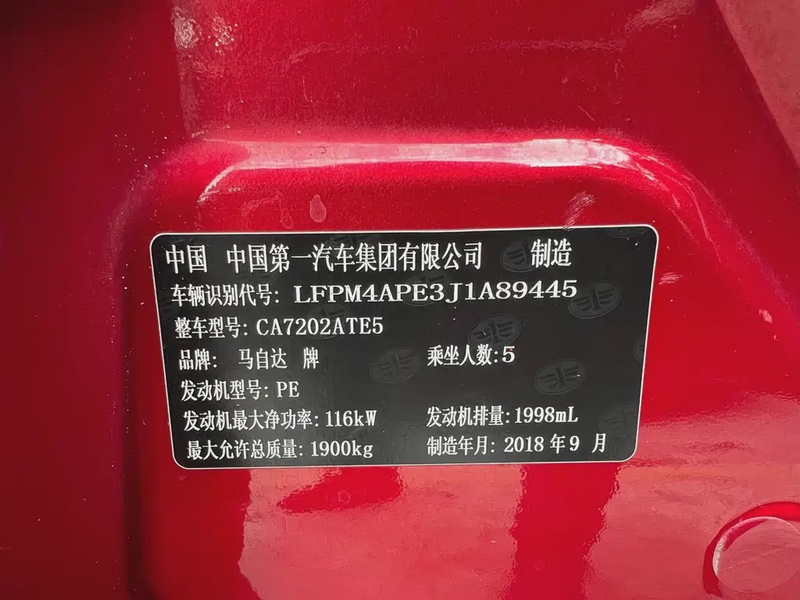 中国 中国第一汽车集团有限公司 制造
车辆识别代号: LFPM4APE3J1A89445
整车型号: CA7202ATE5
品牌: 马自达 牌 乘坐人数: 5
发动机型号: PE
发动机最大净功率: 116kW 发动机排量: 1998mL
最大允许总质量: 1900kg 制造年月: 2018 年 9 月